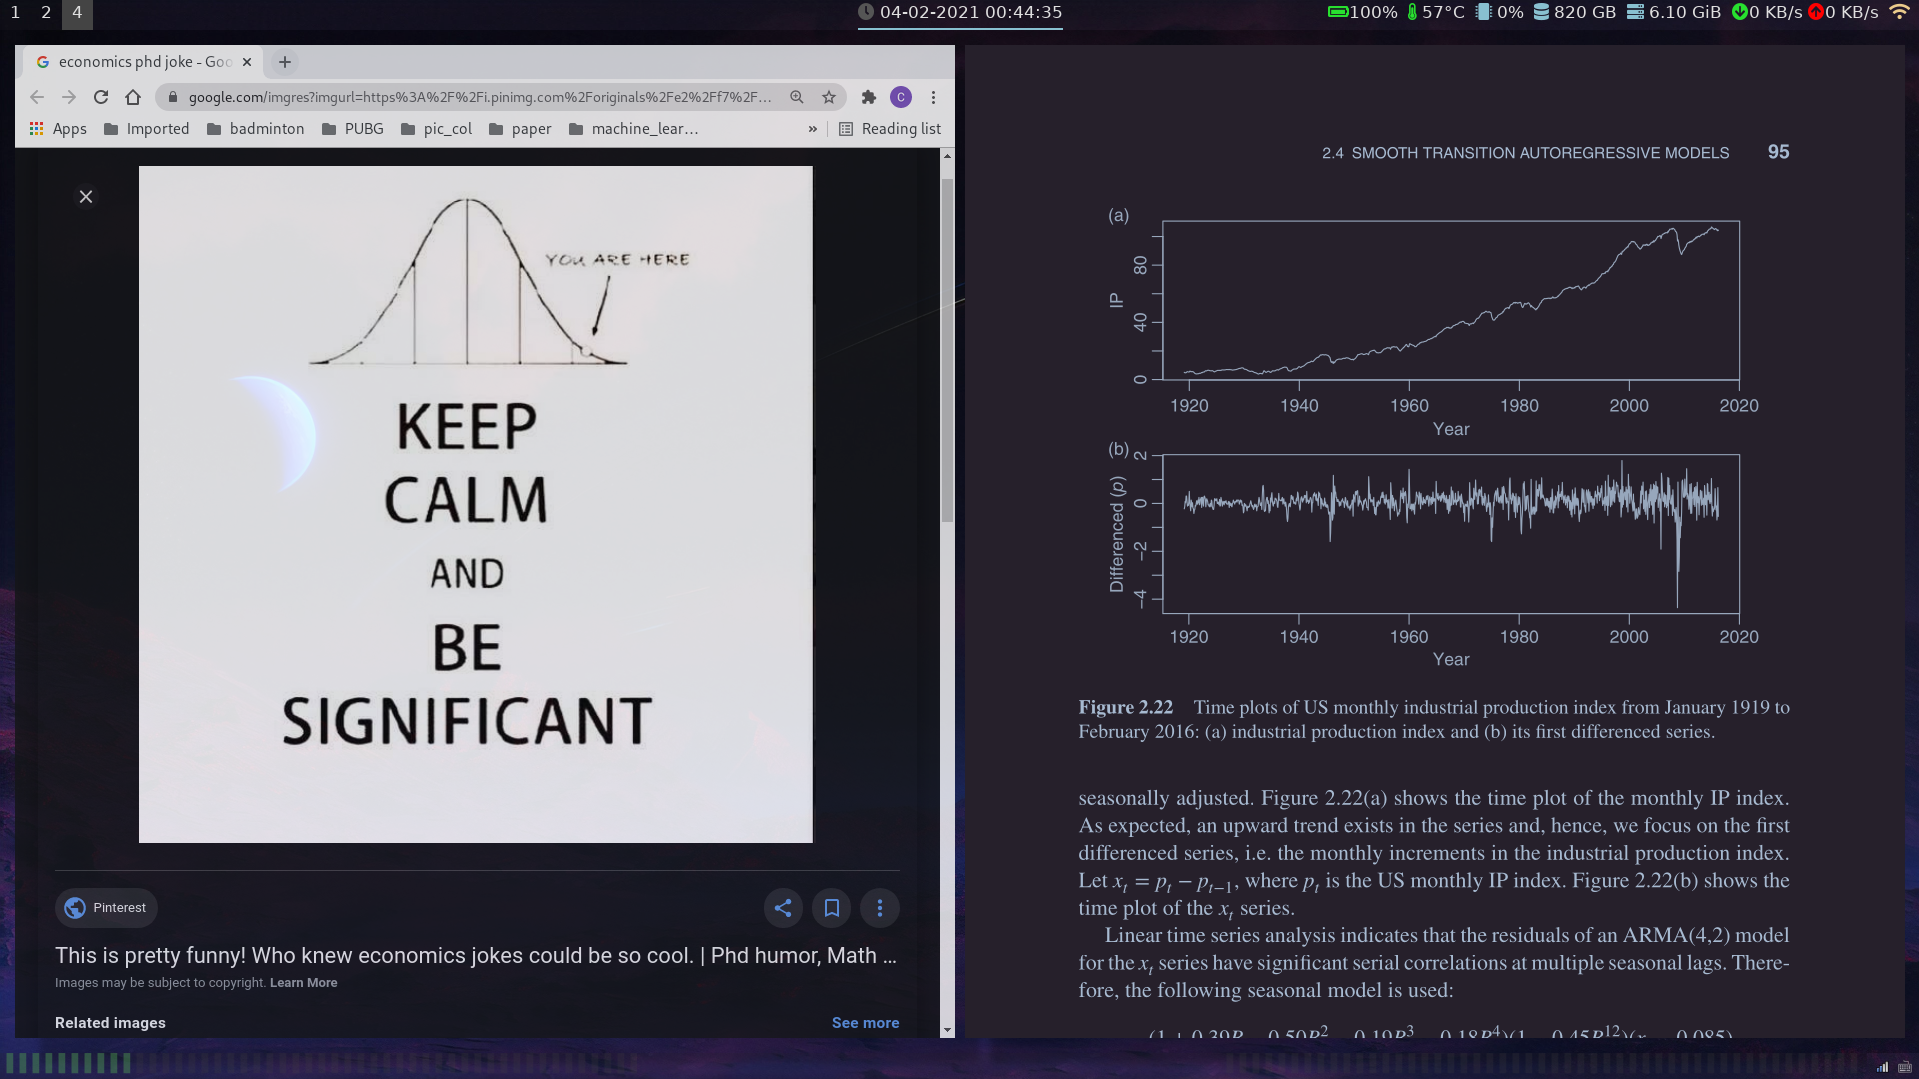 1 2 4 04-02-2021 00:44:35 100% 57°C 0% 820 GB 6.10 GiB 0 KB/s 0 KB/s
economics phd joke - Goo
google.com/imgres?imgurl=https%3A%2F%2Fi.pinimg.com%2Foriginals%2Fe2%2Ff7%2F...
C
Apps Imported badminton PUBG pic_col paper machine_lear... » Reading list
YOU ARE HERE
KEEP
CALM
AND
BE
SIGNIFICANT
Pinterest
This is pretty funny! Who knew economics jokes could be so cool. | Phd humor, Math ...
Images may be subject to copyright. Learn More
Related images See more
2.4 SMOOTH TRANSITION AUTOREGRESSIVE MODELS 95
(a)
IP
0 40 80
1920 1940 1960 1980 2000 2020
Year
(b)
Differenced (p)
−4 −2 0 2
1920 1940 1960 1980 2000 2020
Year
Figure 2.22 Time plots of US monthly industrial production index from January 1919 to
February 2016: (a) industrial production index and (b) its first differenced series.
seasonally adjusted. Figure 2.22(a) shows the time plot of the monthly IP index.
As expected, an upward trend exists in the series and, hence, we focus on the first
differenced series, i.e. the monthly increments in the industrial production index.
Let xₜ = pₜ − pₜ₋₁, where pₜ is the US monthly IP index. Figure 2.22(b) shows the
time plot of the xₜ series.
Linear time series analysis indicates that the residuals of an ARMA(4,2) model
for the xₜ series have significant serial correlations at multiple seasonal lags. There-
fore, the following seasonal model is used: